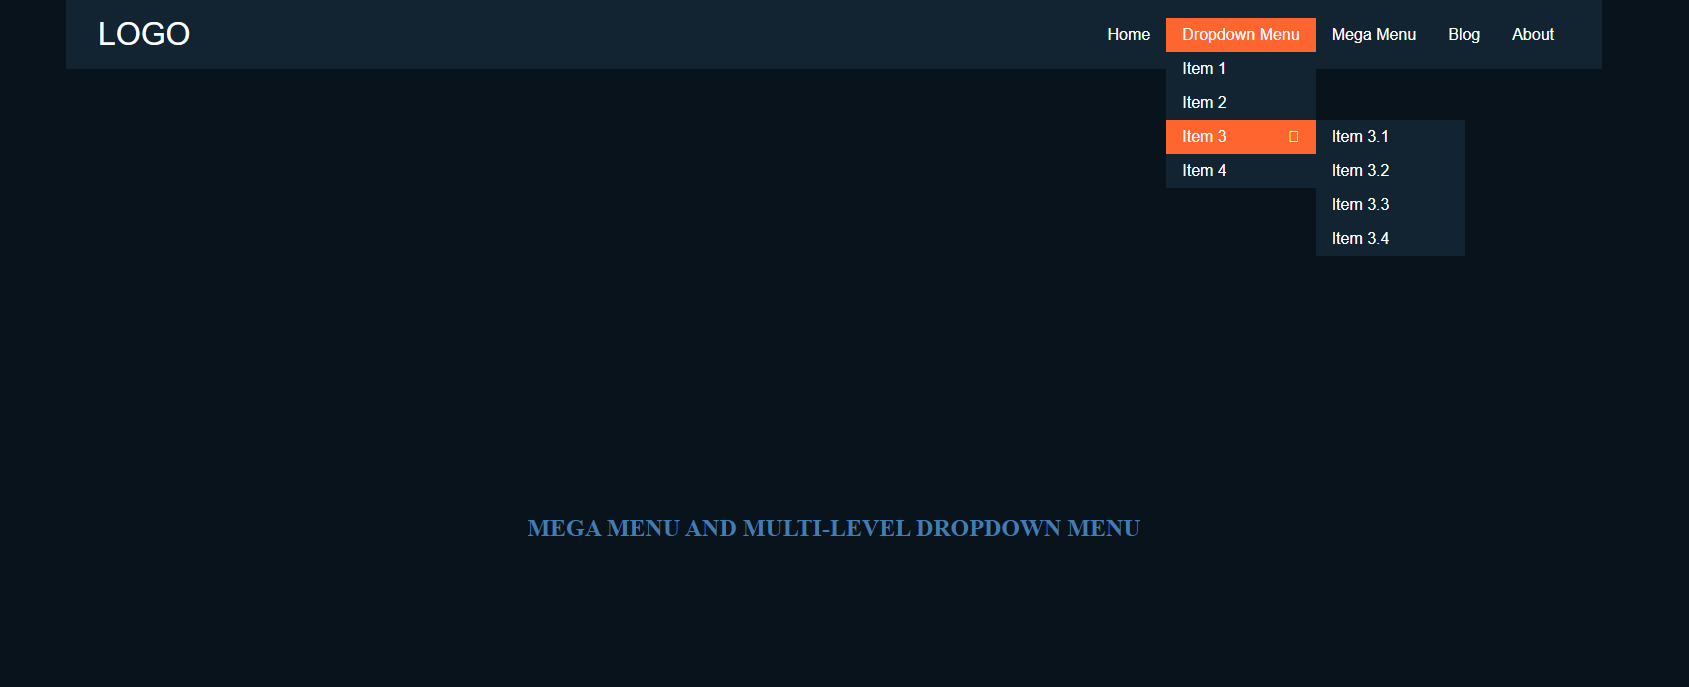 LOGO
Home Dropdown Menu Mega Menu Blog About
Item 1
Item 2
Item 3
Item 4
Item 3.1
Item 3.2
Item 3.3
Item 3.4
MEGA MENU AND MULTI-LEVEL DROPDOWN MENU